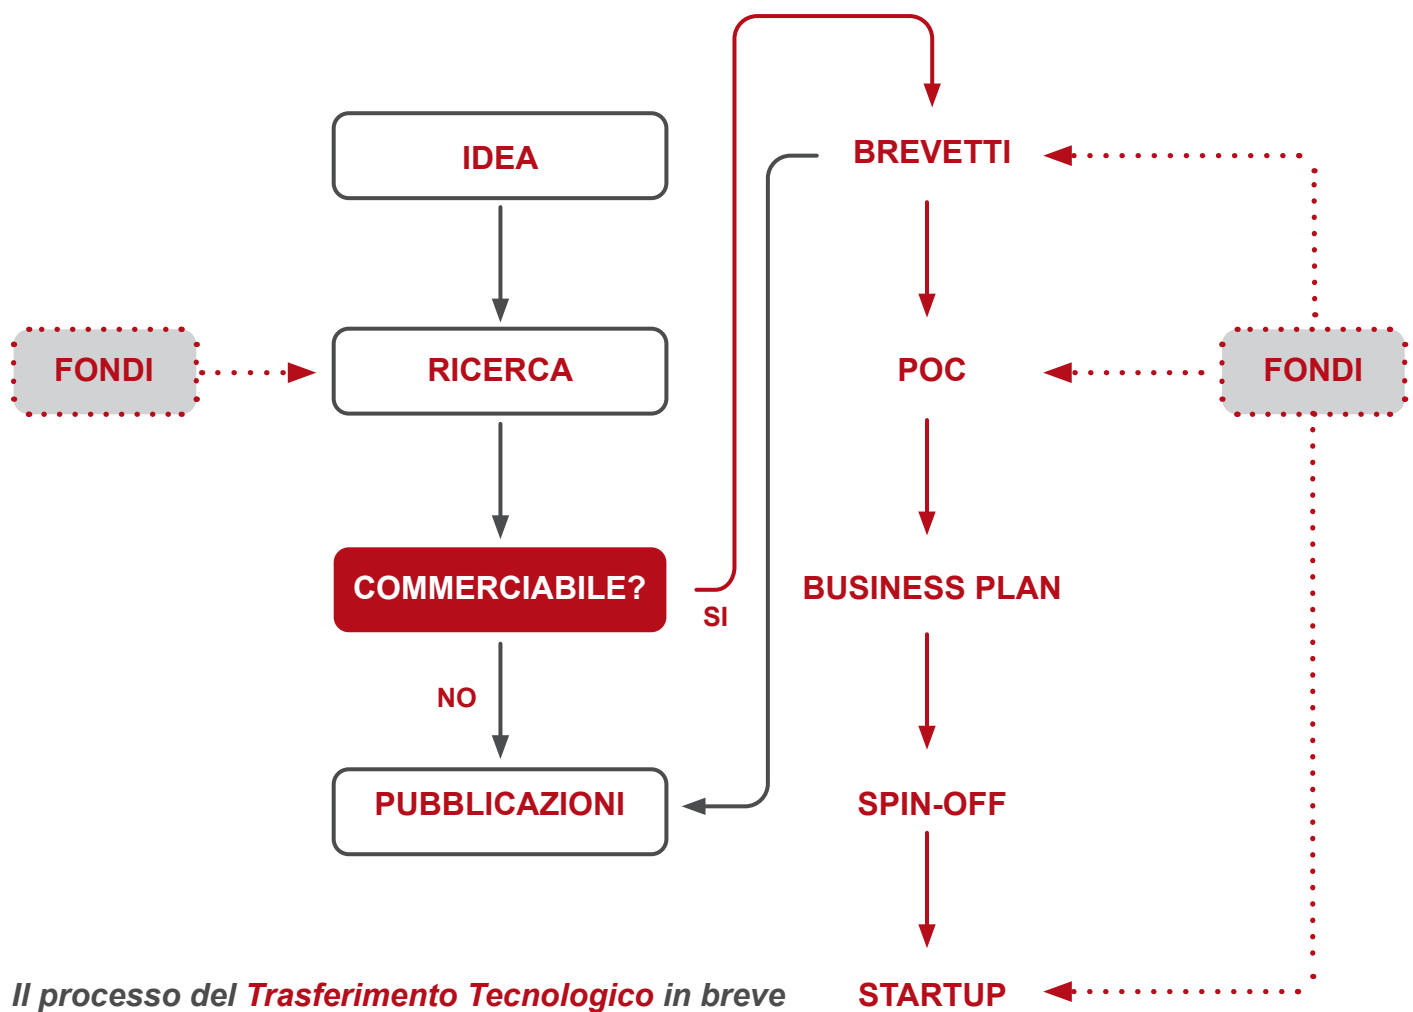 IDEA
FONDI
RICERCA
COMMERCIABILE?
SI
NO
PUBBLICAZIONI
BREVETTI
POC
FONDI
BUSINESS PLAN
SPIN-OFF
STARTUP
Il processo del Trasferimento Tecnologico in breve